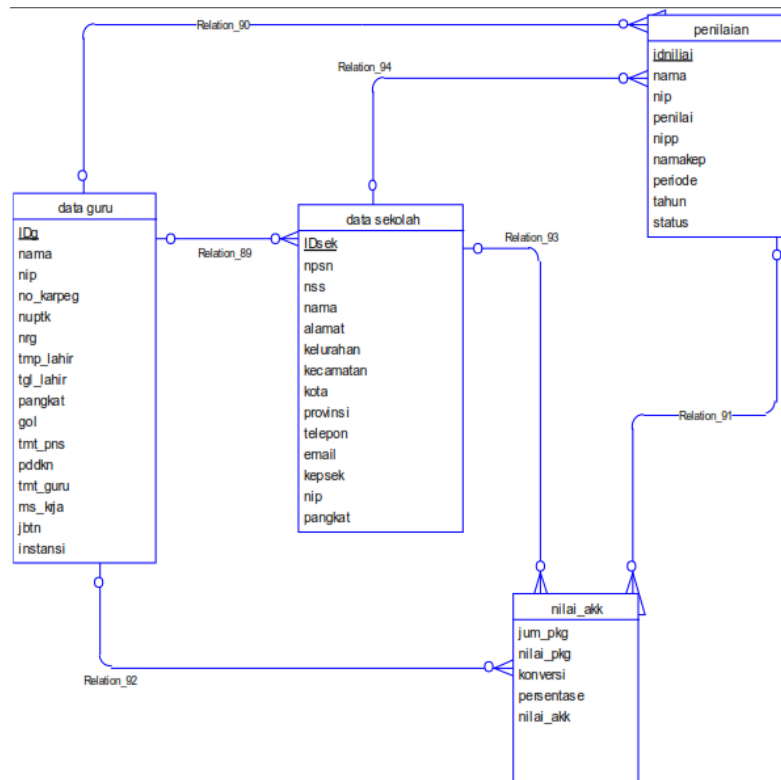 Relation_90
penilaian
idniliai
nama
nip
penilai
nipp
namakep
periode
tahun
status
Relation_94
data guru
IDg
nama
nip
no_karpeg
nuptk
nrg
tmp_lahir
tgl_lahir
pangkat
gol
tmt_pns
pddkn
tmt_guru
ms_krja
jbtn
instansi
Relation_89
data sekolah
IDsek
npsn
nss
nama
alamat
kelurahan
kecamatan
kota
provinsi
telepon
email
kepsek
nip
pangkat
Relation_93
Relation_91
Relation_92
nilai_akk
jum_pkg
nilai_pkg
konversi
persentase
nilai_akk